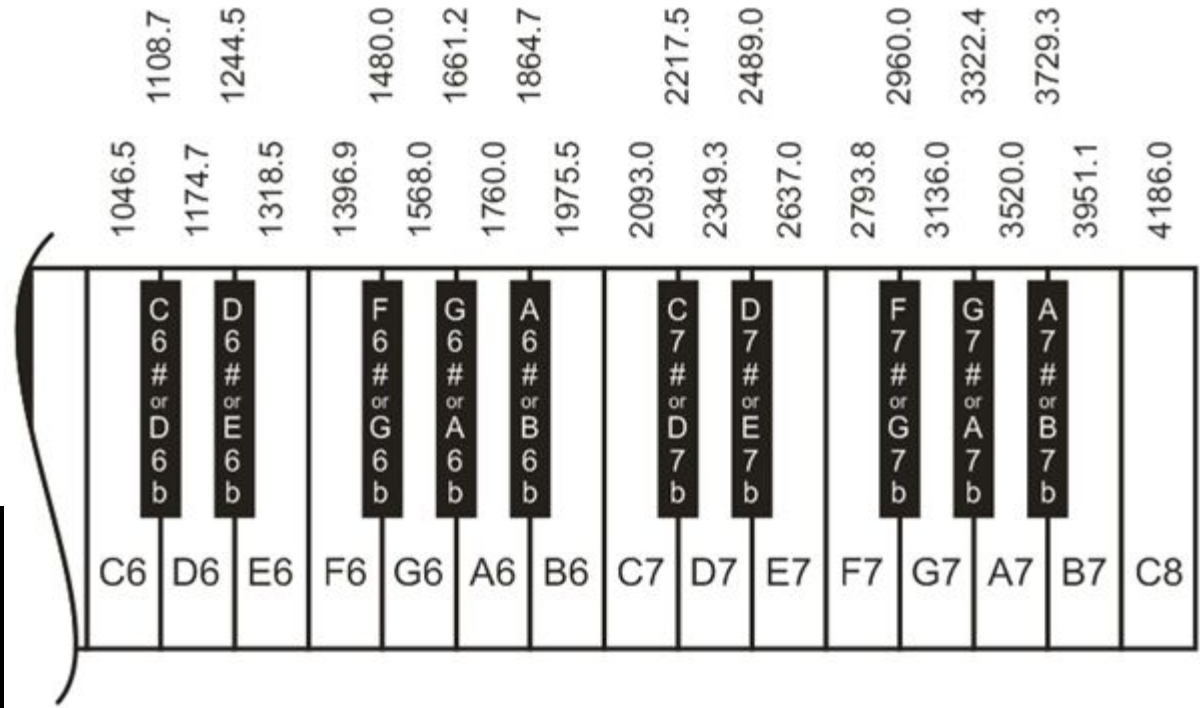 1108.7 1244.5 1480.0 1661.2 1864.7 2217.5 2489.0 2960.0 3322.4 3729.3
1046.5 1174.7 1318.5 1396.9 1568.0 1760.0 1975.5 2093.0 2349.3 2637.0 2793.8 3136.0 3520.0 3951.1 4186.0
C6# or D6b
D6# or E6b
F6# or G6b
G6# or A6b
A6# or B6b
C7# or D7b
D7# or E7b
F7# or G7b
G7# or A7b
A7# or B7b
C6 D6 E6 F6 G6 A6 B6 C7 D7 E7 F7 G7 A7 B7 C8